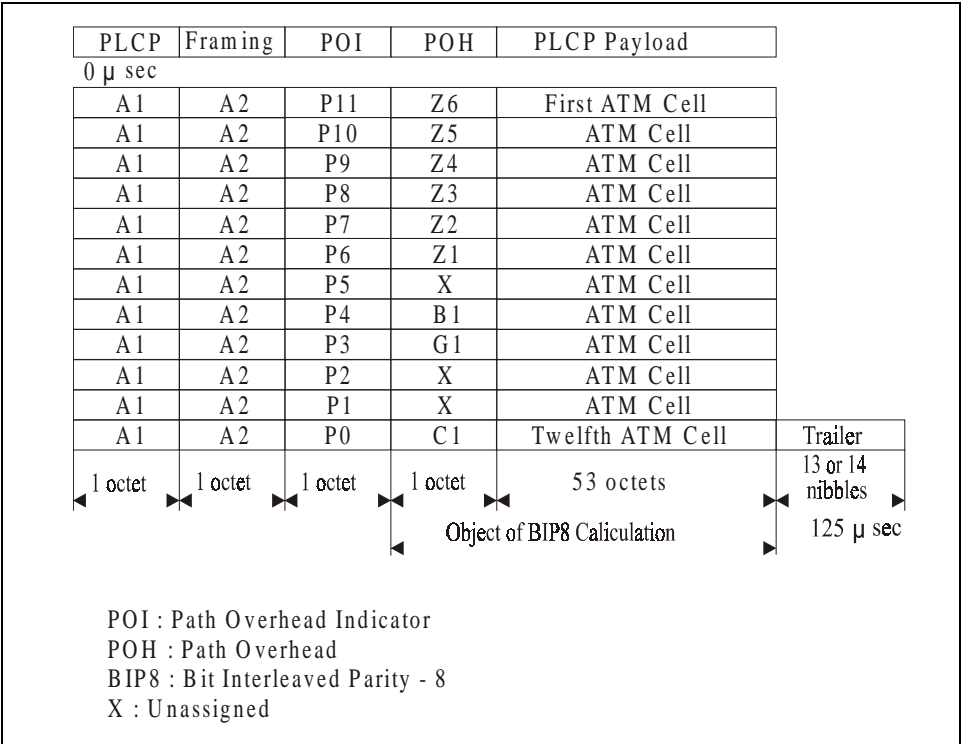 PLCP Framing POI POH PLCP Payload
0 µ sec
A1 A2 P11 Z6 First ATM Cell
A1 A2 P10 Z5 ATM Cell
A1 A2 P9 Z4 ATM Cell
A1 A2 P8 Z3 ATM Cell
A1 A2 P7 Z2 ATM Cell
A1 A2 P6 Z1 ATM Cell
A1 A2 P5 X ATM Cell
A1 A2 P4 B1 ATM Cell
A1 A2 P3 G1 ATM Cell
A1 A2 P2 X ATM Cell
A1 A2 P1 X ATM Cell
A1 A2 P0 C1 Twelfth ATM Cell Trailer
1 octet 1 octet 1 octet 1 octet 53 octets 13 or 14
nibbles
Object of BIP8 Caliculation 125 µ sec
POI : Path Overhead Indicator
POH : Path Overhead
BIP8 : Bit Interleaved Parity - 8
X : Unassigned